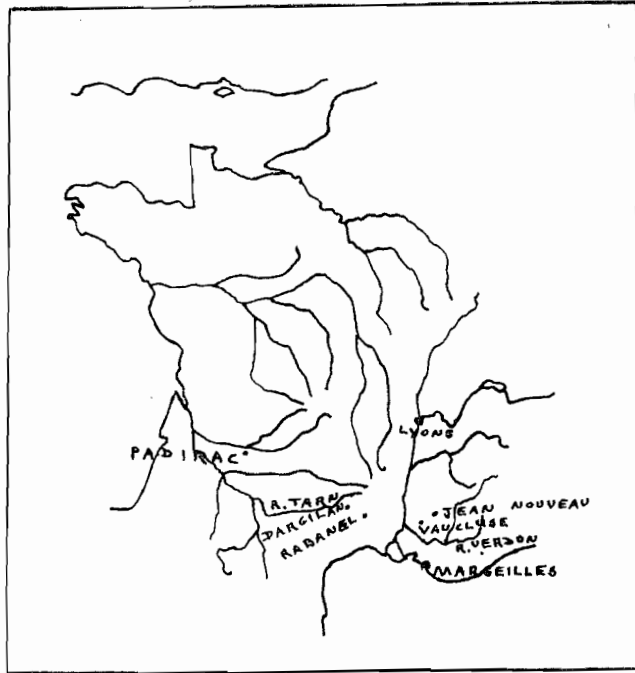 LYONS
PADIRAC
R. TARN
DARGILAN
RABANEL
JEAN NOUVEAU
VAUCLUSE
R. VERDON
MARSEILLES